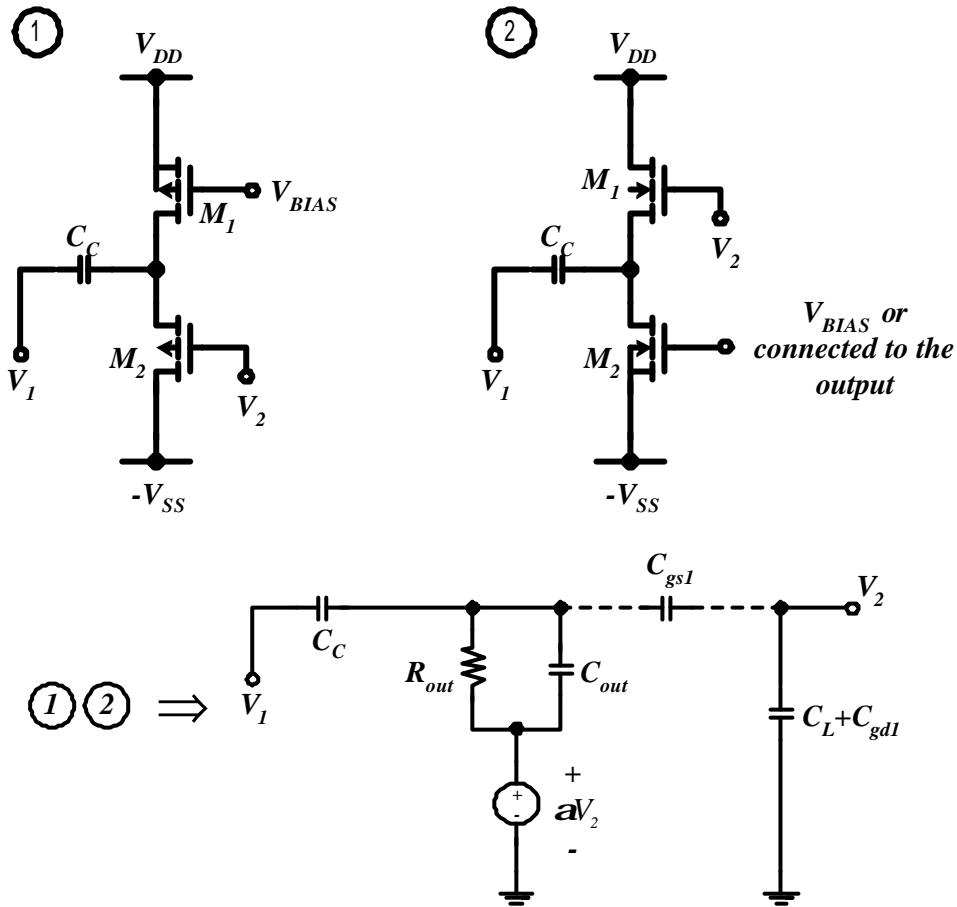 1
V_DD
M_1
V_BIAS
C_C
V_1
M_2
V_2
-V_SS
2
V_DD
M_1
V_2
C_C
V_1
M_2
V_BIAS or
connected to the
output
-V_SS
1 2 ⇒
V_1
C_C
R_out
C_out
C_gs1
V_2
C_L+C_gd1
+
-
+
aV_2
-